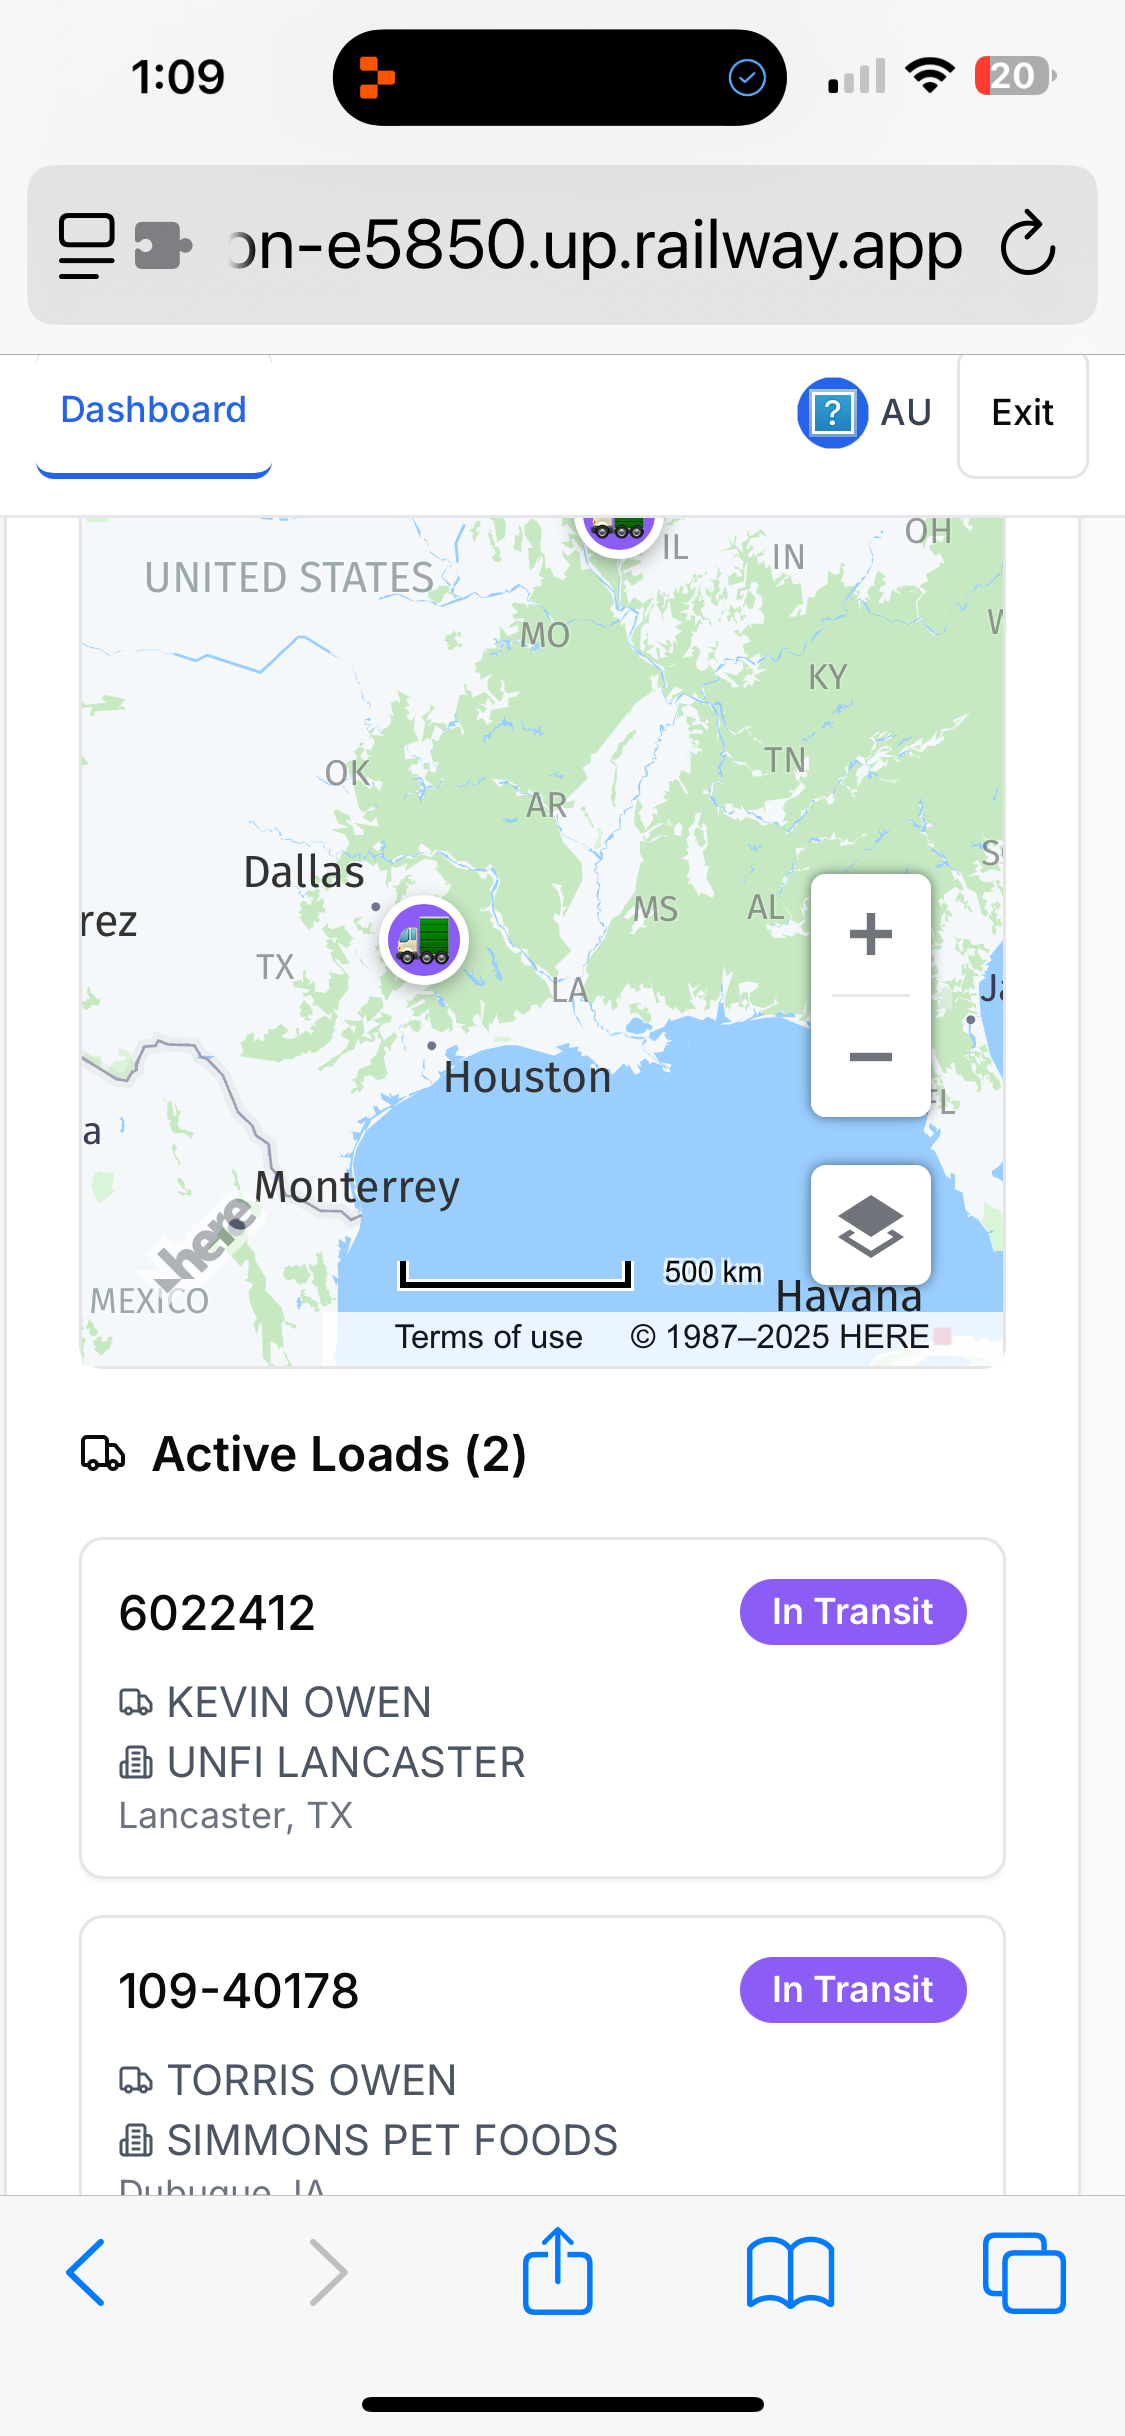 1:09
20
on-e5850.up.railway.app
Dashboard
?
AU
Exit
OH
IL
IN
UNITED STATES
MO
KY
OK
TN
AR
Dallas
MS
AL
rez
TX
LA
Houston
FL
a
Monterrey
here
500 km
MEXICO
Havana
Terms of use © 1987–2025 HERE
Active Loads (2)
6022412
In Transit
KEVIN OWEN
UNFI LANCASTER
Lancaster, TX
109-40178
In Transit
TORRIS OWEN
SIMMONS PET FOODS
Dubuque, IA